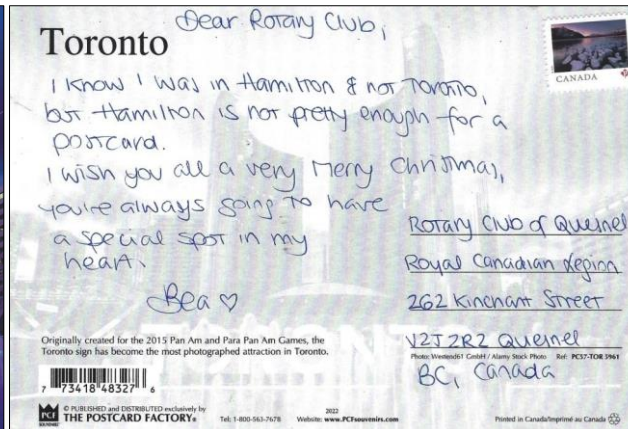 Toronto
Dear Rotary Club,
I know I was in Hamilton & not Toronto,
but Hamilton is not pretty enough for a
postcard.
I wish you all a very Merry Christmas,
you're always going to have
a special spot in my
heart.
Bea ♡
CANADA
Rotary Club of Quesnel
Royal Canadian Legion
262 Kinchant Street
V2J2R2 Quesnel
BC, Canada
Originally created for the 2015 Pan Am and Para Pan Am Games, the
Toronto sign has become the most photographed attraction in Toronto.
Photo: Westend61 GmbH / Alamy Stock Photo Ref: PC57-TOR 5961
7 73418 48327 6
PCF
SOUVENIRS
© PUBLISHED and DISTRIBUTED exclusively by
THE POSTCARD FACTORY®
Tel: 1-800-563-7678
2022
Website: www.PCFsouvenirs.com
Printed in Canada/Imprimé au Canada